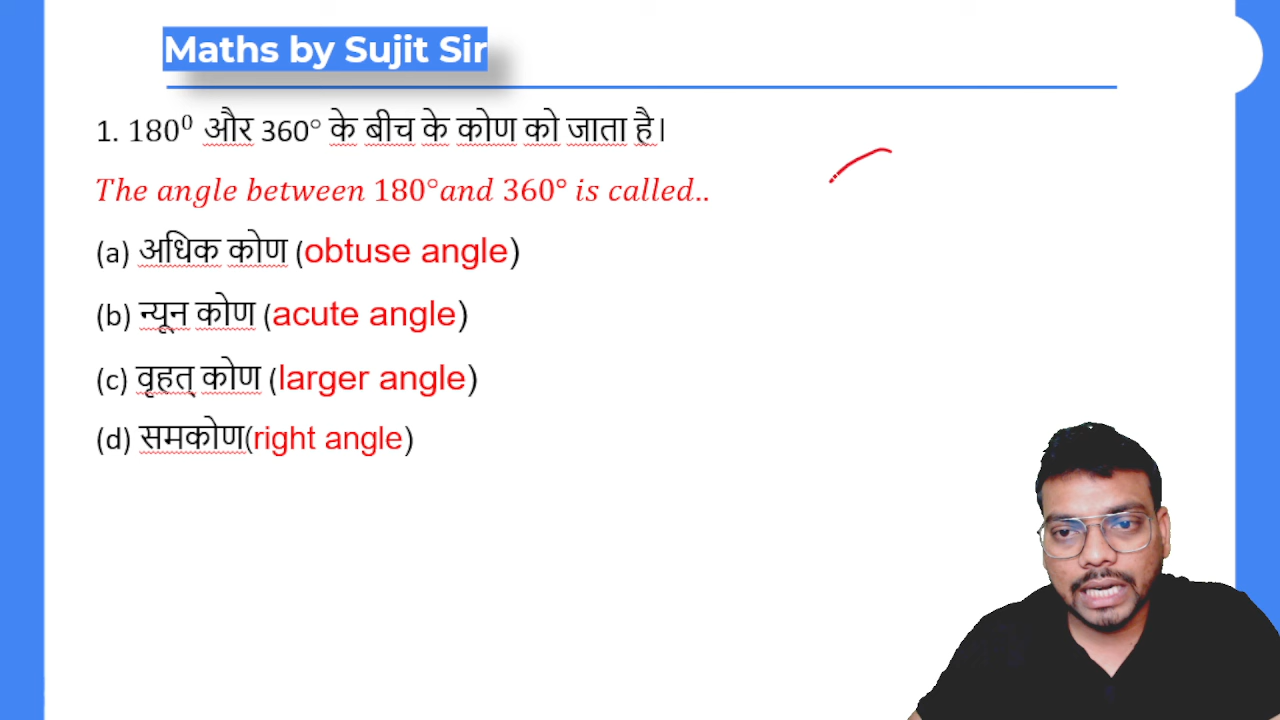 Maths by Sujit Sir
1. 180⁰ और 360° के बीच के कोण को जाता है।
The angle between 180°and 360° is called..
(a) अधिक कोण (obtuse angle)
(b) न्यून कोण (acute angle)
(c) वृहत् कोण (larger angle)
(d) समकोण(right angle)